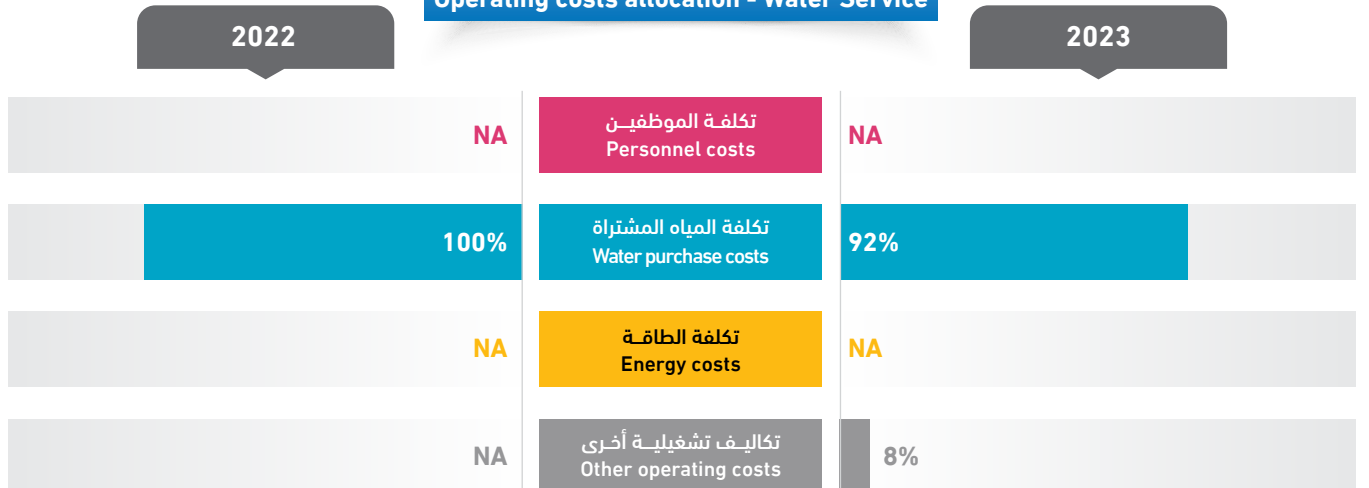 Operating costs allocation - Water Service
2022
2023
NA
تكلفة الموظفين
Personnel costs
NA
100%
تكلفة المياه المشتراة
Water purchase costs
92%
NA
تكلفة الطاقة
Energy costs
NA
NA
تكاليف تشغيلية أخرى
Other operating costs
8%